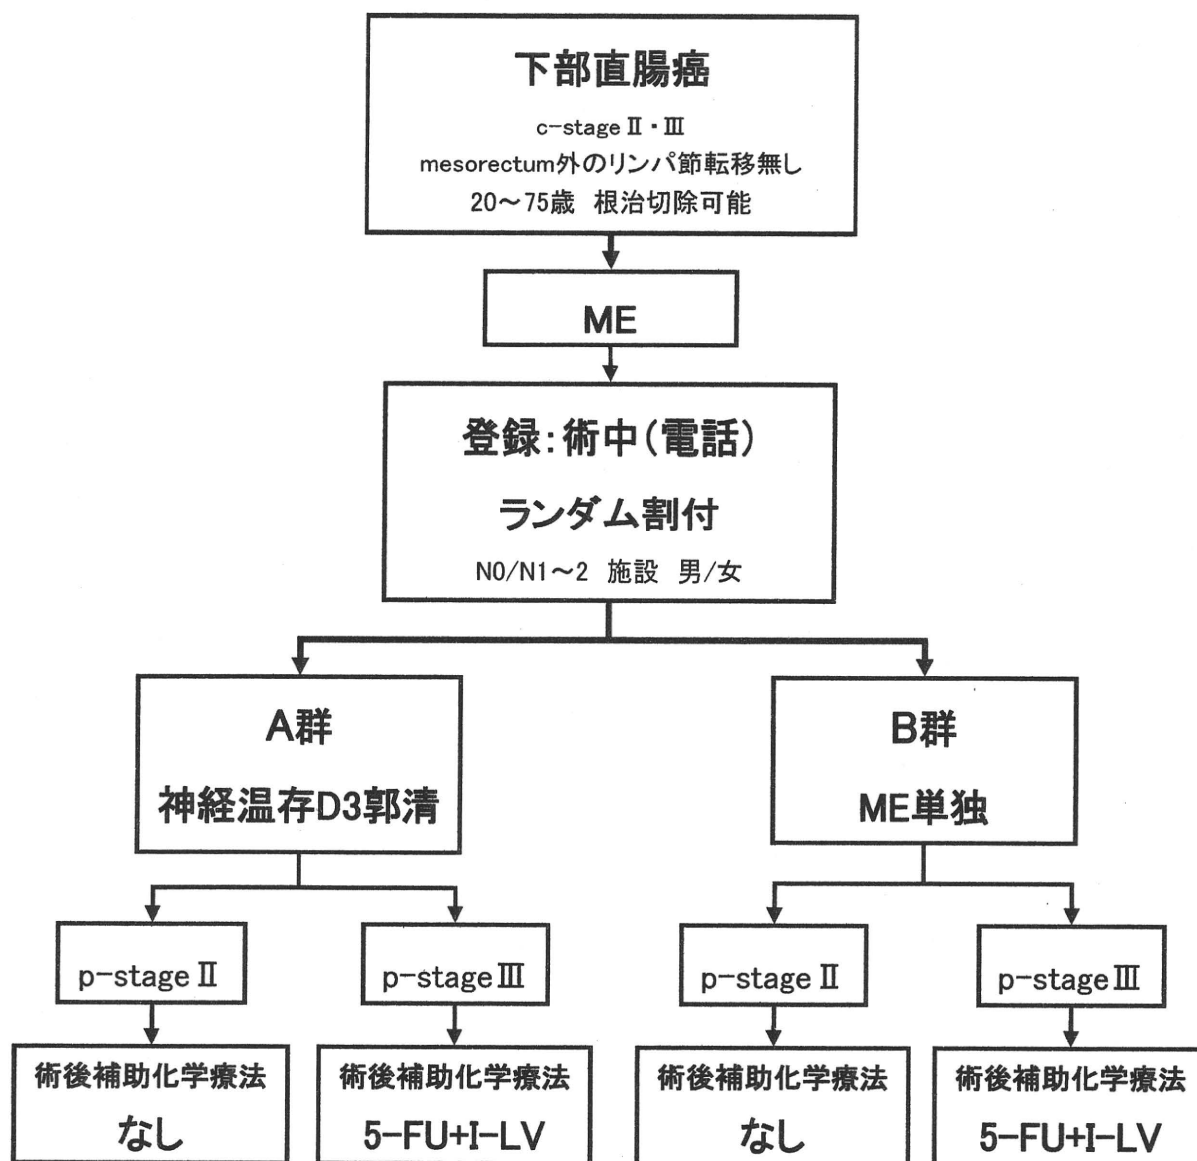 下部直腸癌
c-stage Ⅱ・Ⅲ
mesorectum外のリンパ節転移無し
20～75歳 根治切除可能
ME
登録：術中（電話）
ランダム割付
N0/N1～2 施設 男/女
A群
神経温存D3郭清
B群
ME単独
p-stage Ⅱ
p-stage Ⅲ
p-stage Ⅱ
p-stage Ⅲ
術後補助化学療法
なし
術後補助化学療法
5-FU+I-LV
術後補助化学療法
なし
術後補助化学療法
5-FU+I-LV